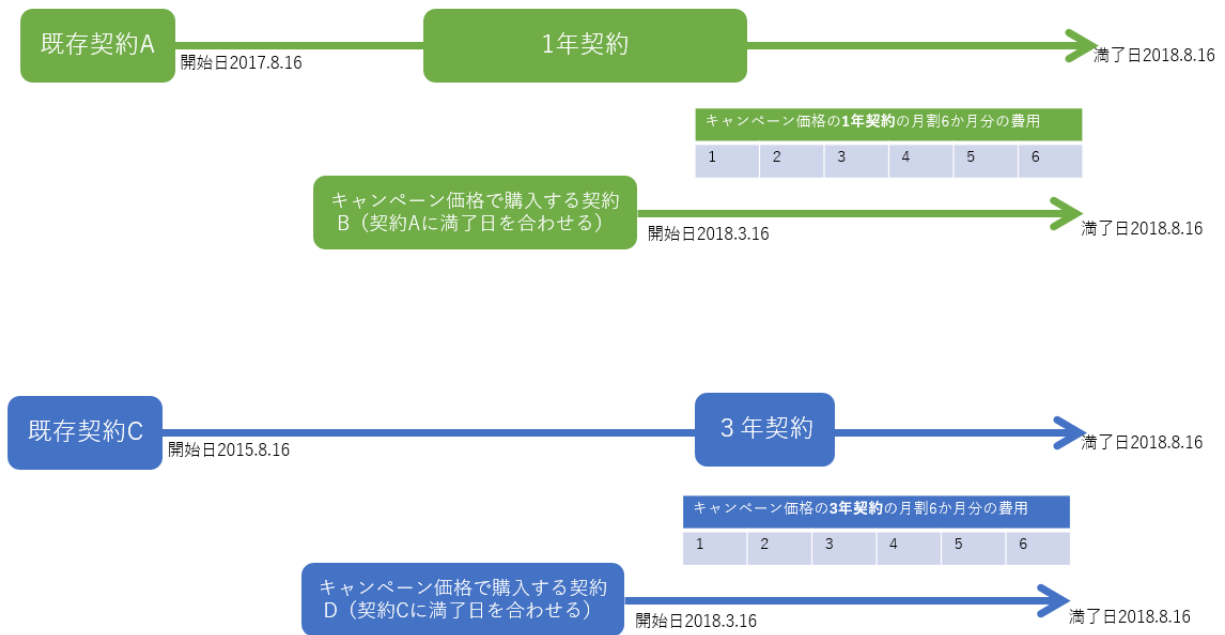 既存契約A
1年契約
開始日2017.8.16
満了日2018.8.16
キャンペーン価格の1年契約の月割6か月分の費用
1 2 3 4 5 6
キャンペーン価格で購入する契約
B（契約Aに満了日を合わせる）
開始日2018.3.16
満了日2018.8.16
既存契約C
３年契約
開始日2015.8.16
満了日2018.8.16
キャンペーン価格の3年契約の月割6か月分の費用
1 2 3 4 5 6
キャンペーン価格で購入する契約
D（契約Cに満了日を合わせる）
開始日2018.3.16
満了日2018.8.16